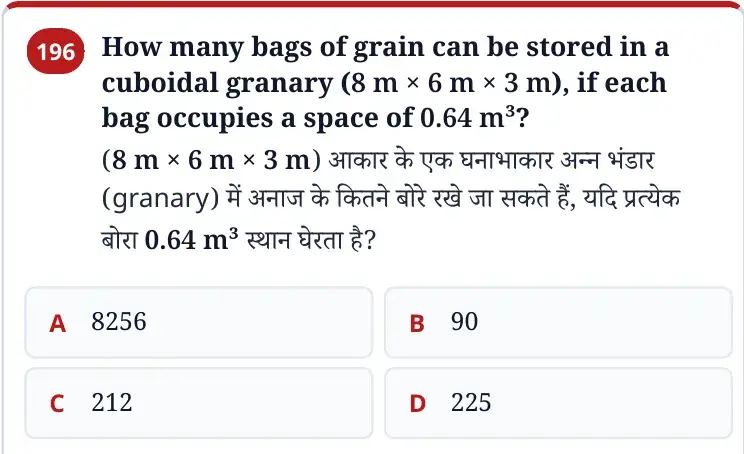 196 How many bags of grain can be stored in a
cuboidal granary (8 m × 6 m × 3 m), if each
bag occupies a space of 0.64 m³?
(8 m × 6 m × 3 m) आकार के एक घनाभाकार अन्न भंडार
(granary) में अनाज के कितने बोरे रखे जा सकते हैं, यदि प्रत्येक
बोरा 0.64 m³ स्थान घेरता है?
A 8256
B 90
C 212
D 225